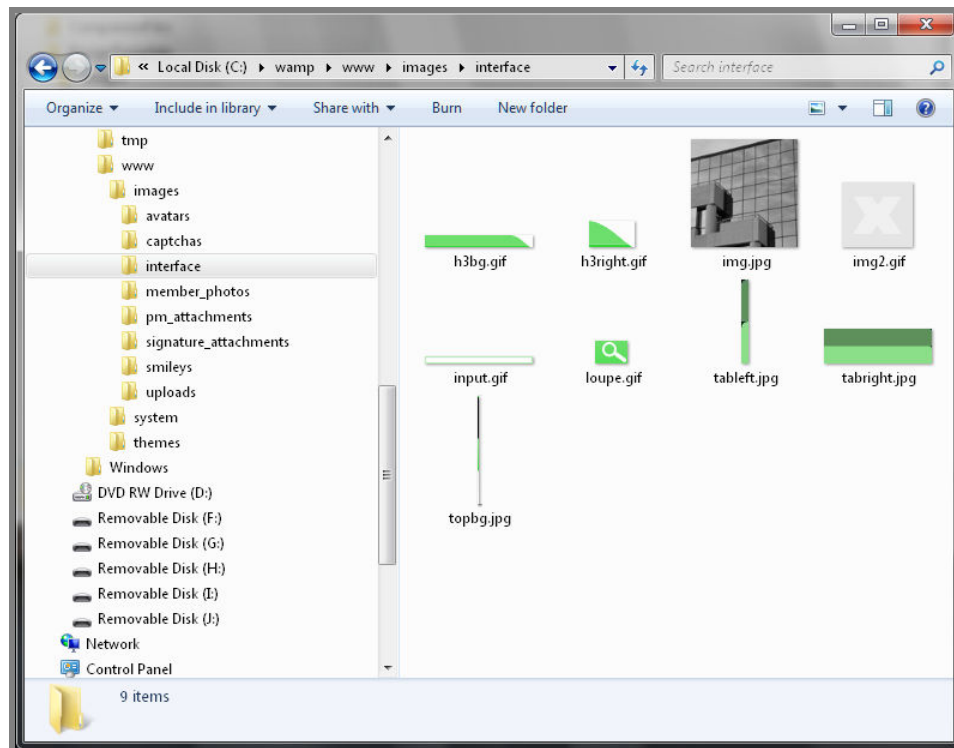 « Local Disk (C:) ▸ wamp ▸ www ▸ images ▸ interface
Search interface
Organize Include in library Share with Burn New folder
tmp
www
images
avatars
captchas
interface
member_photos
pm_attachments
signature_attachments
smileys
uploads
system
themes
Windows
DVD RW Drive (D:)
Removable Disk (F:)
Removable Disk (G:)
Removable Disk (H:)
Removable Disk (I:)
Removable Disk (J:)
Network
Control Panel
h3bg.gif h3right.gif img.jpg img2.gif
input.gif loupe.gif tableft.jpg tabright.jpg
topbg.jpg
9 items